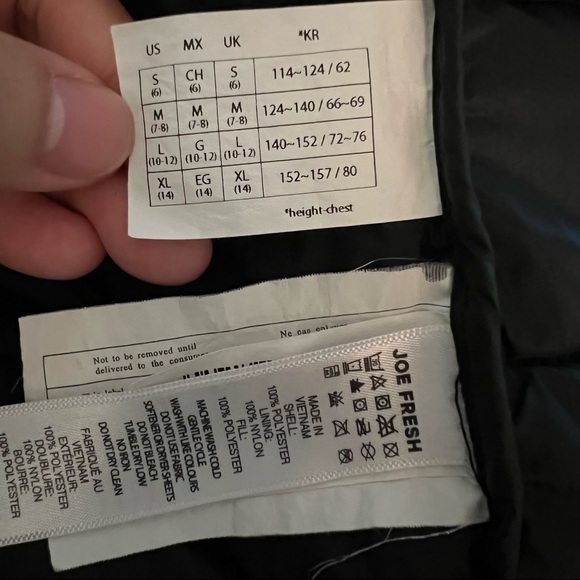 US MX UK *KR
S (6) CH (6) S (6) 114~124 / 62
M (7-8) M (7-8) M (7-8) 124~140 / 66~69
L (10-12) G (10-12) L (10-12) 140~152 / 72~76
XL (14) EG (14) XL (14) 152~157 / 80
*height-chest
Not to be removed until
delivered to the
Ne pas
JOE FRESH
MADE IN
VIETNAM
SHELL:
100% POLYESTER
LINING:
100% NYLON
FILL:
100% POLYESTER
MACHINE WASH COLD
GENTLE CYCLE
WASH WITH LIKE COLOURS
DO NOT USE FABRIC
SOFTENER OR DRYER SHEETS
DO NOT BLEACH
TUMBLE DRY LOW
NO IRON
DO NOT DRY CLEAN
FABRIQUÉ AU
VIETNAM
EXTÉRIEUR:
100% POLYESTER
DOUBLURE:
100% NYLON
BOURRE:
100% POLYESTER